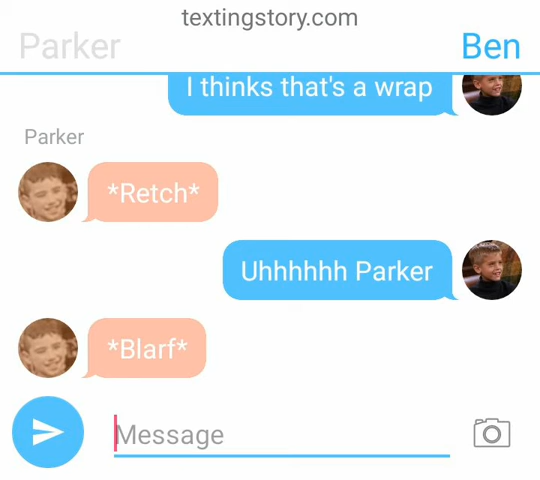 textingstory.com
Parker Ben
I thinks that's a wrap
Parker
*Retch*
Uhhhhhh Parker
*Blarf*
Message